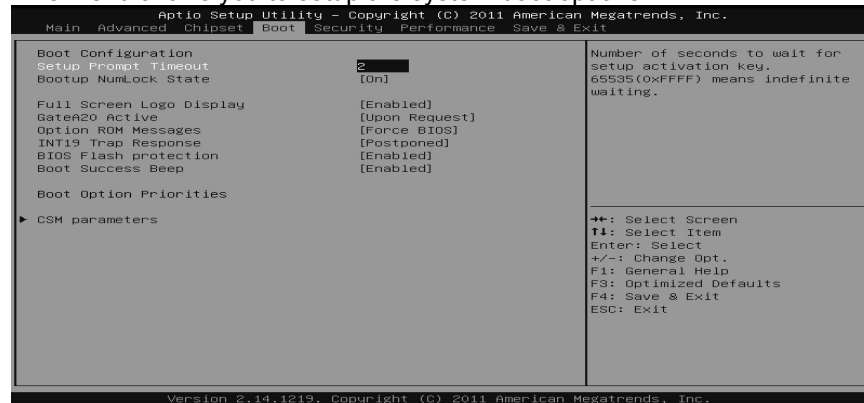 Aptio Setup Utility – Copyright (C) 2011 American Megatrends, Inc.
Main Advanced Chipset Boot Security Performance Save & Exit
Boot Configuration
Setup Prompt Timeout 2
Bootup NumLock State [On]
Full Screen Logo Display [Enabled]
GateA20 Active [Upon Request]
Option ROM Messages [Force BIOS]
INT19 Trap Response [Postponed]
BIOS Flash protection [Enabled]
Boot Success Beep [Enabled]
Boot Option Priorities
► CSM parameters
Number of seconds to wait for
setup activation key.
65535(0xFFFF) means indefinite
waiting.
→←: Select Screen
↑↓: Select Item
Enter: Select
+/-: Change Opt.
F1: General Help
F3: Optimized Defaults
F4: Save & Exit
ESC: Exit
Version 2.14.1219. Copyright (C) 2011 American Megatrends, Inc.